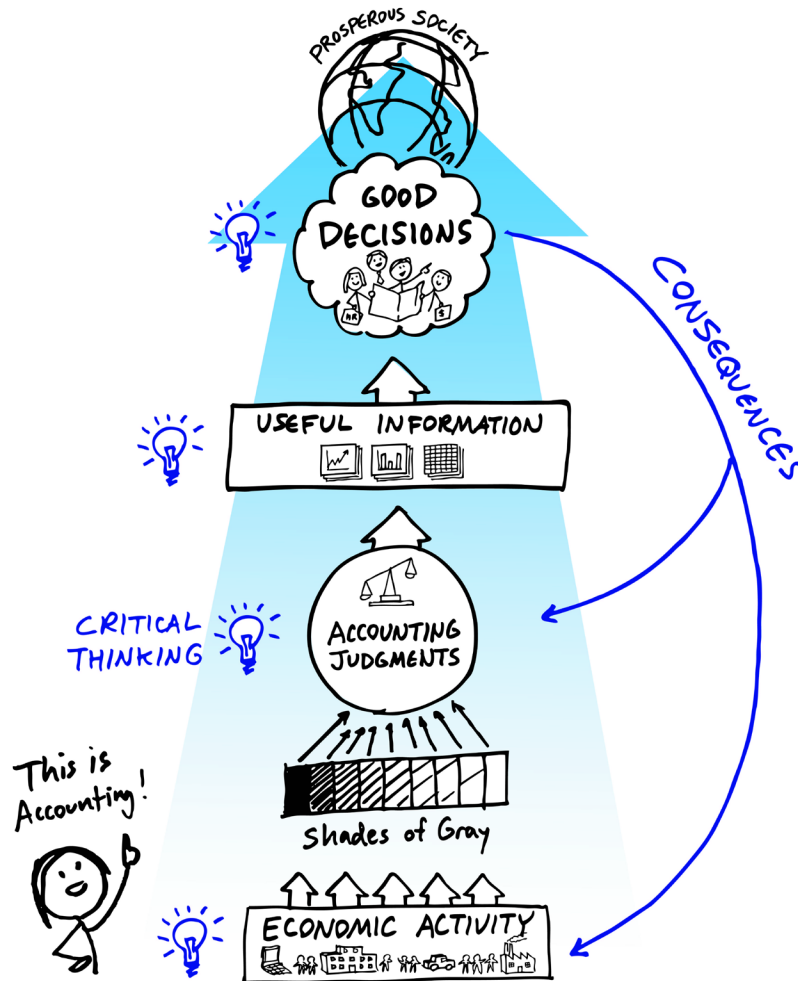 PROSPEROUS SOCIETY
GOOD
DECISIONS
HR
$
CONSEQUENCES
USEFUL INFORMATION
CRITICAL
THINKING
ACCOUNTING
JUDGMENTS
Shades of Gray
This is
Accounting!
ECONOMIC ACTIVITY